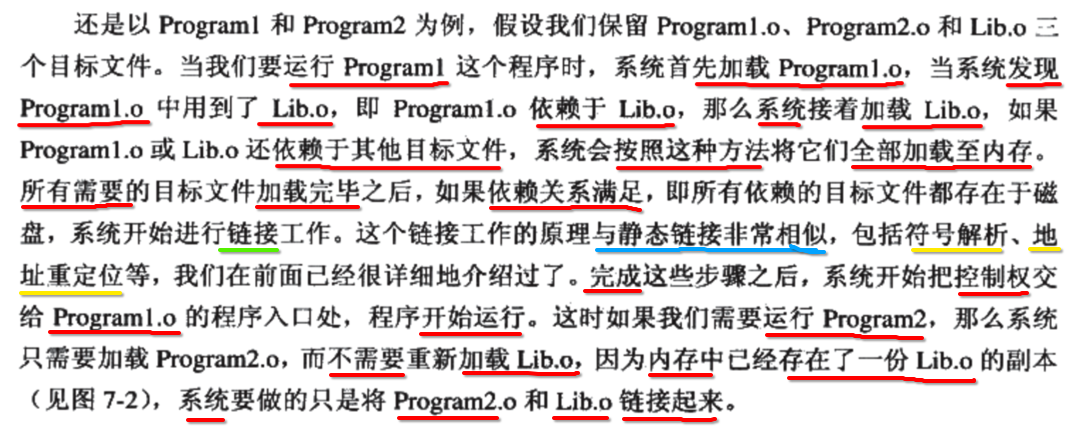 还是以 Program1 和 Program2 为例，假设我们保留 Program1.o、Program2.o 和 Lib.o 三
个目标文件。当我们要运行 Program1 这个程序时，系统首先加载 Program1.o，当系统发现
Program1.o 中用到了 Lib.o，即 Program1.o 依赖于 Lib.o，那么系统接着加载 Lib.o，如果
Program1.o 或 Lib.o 还依赖于其他目标文件，系统会按照这种方法将它们全部加载至内存。
所有需要的目标文件加载完毕之后，如果依赖关系满足，即所有依赖的目标文件都存在于磁
盘，系统开始进行链接工作。这个链接工作的原理与静态链接非常相似，包括符号解析、地
址重定位等，我们在前面已经很详细地介绍过了。完成这些步骤之后，系统开始把控制权交
给 Program1.o 的程序入口处，程序开始运行。这时如果我们需要运行 Program2，那么系统
只需要加载 Program2.o，而不需要重新加载 Lib.o，因为内存中已经存在了一份 Lib.o 的副本
（见图 7-2），系统要做的只是将 Program2.o 和 Lib.o 链接起来。